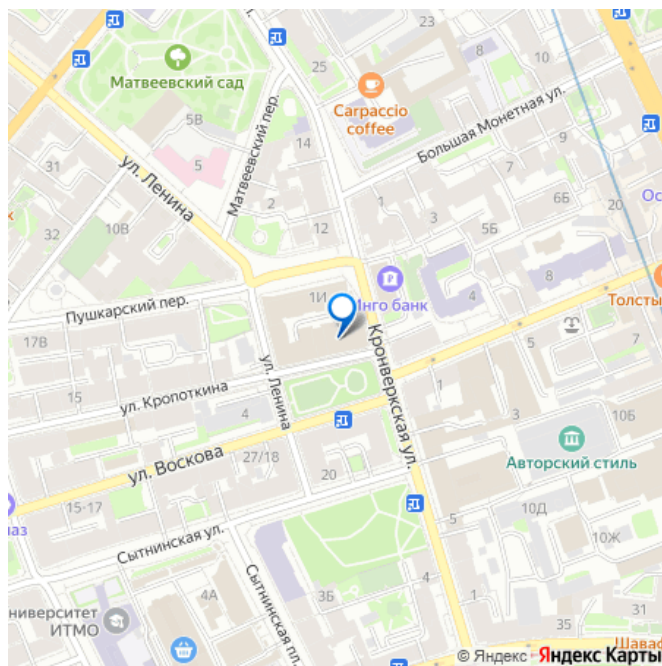 23
25
8
10
Матвеевский сад
Carpaccio
coffee
Большая Монетная ул.
5В
14
9
Матвеевский пер.
31
5
7
7
ул. Ленина
2
1
3
6Б
Ос
32
10В
12
5Б
8
1И
Инго банк
Толсты
Пушкарский пер.
17В
Кронверкская ул.
15
ул. Ленина
1
3
ул. Кропоткина
4
5
10Б
ул. Воскова
27/18
20
Авторский стиль
15-17
наз
5
10Д
Сытнинская ул.
10Ж
4А
3Б
4
1
ниверситет
ИТМО
Сытнинская пл.
35
31
Шаваф
© Яндекс Яндекс Карты